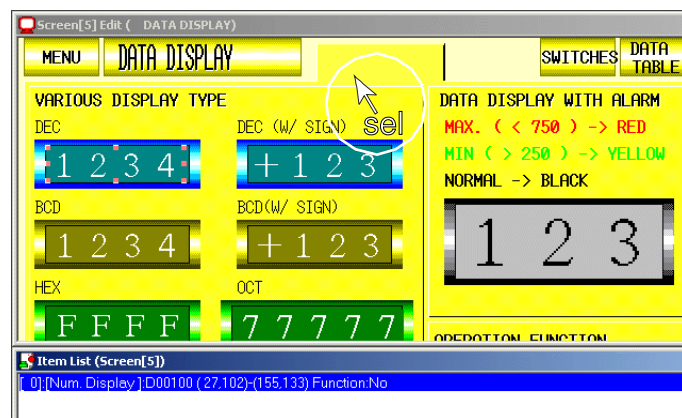 Screen[5] Edit ( DATA DISPLAY)
MENU DATA DISPLAY SWITCHES DATA TABLE
VARIOUS DISPLAY TYPE
DEC DEC (W/ SIGN)
1 2 3 4 +1 2 3
BCD BCD(W/ SIGN)
1 2 3 4 +1 2 3
HEX OCT
F F F F 7 7 7 7 7
sel
DATA DISPLAY WITH ALARM
MAX. ( < 750 ) -> RED
MIN ( > 250 ) -> YELLOW
NORMAL -> BLACK
1 2 3
OPERATION FUNCTION
Item List (Screen[5])
[ 0]:[Num. Display ]:D00100 ( 27,102)-(155,133) Function:No